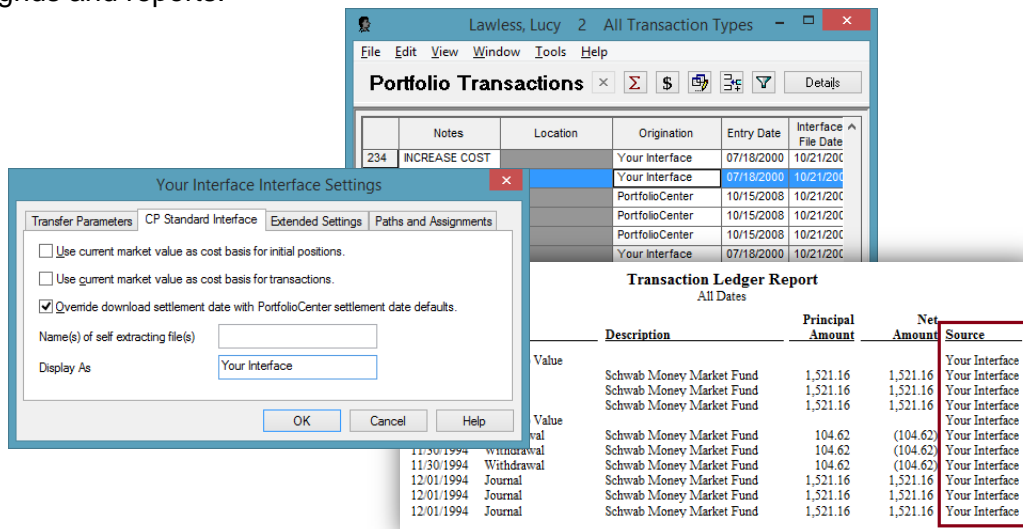 grids and reports.
Lawless, Lucy 2 All Transaction Types
File Edit View Window Tools Help
Portfolio Transactions × Σ $ Details
Notes Location Origination Entry Date Interface File Date
234 INCREASE COST Your Interface 07/18/2000 10/21/200
Your Interface 07/18/2000 10/21/200
PortfolioCenter 10/15/2008 10/21/200
PortfolioCenter 10/15/2008 10/21/200
PortfolioCenter 10/15/2008 10/21/200
Your Interface 07/18/2000 10/21/200
Your Interface Interface Settings
Transfer Parameters CP Standard Interface Extended Settings Paths and Assignments
Use current market value as cost basis for initial positions.
Use current market value as cost basis for transactions.
Override download settlement date with PortfolioCenter settlement date defaults.
Name(s) of self extracting file(s)
Display As Your Interface
OK Cancel Help
Transaction Ledger Report
All Dates
Description Principal Amount Net Amount Source
Value Your Interface
Schwab Money Market Fund 1,521.16 1,521.16 Your Interface
Schwab Money Market Fund 1,521.16 1,521.16 Your Interface
Schwab Money Market Fund 1,521.16 1,521.16 Your Interface
Value Your Interface
val Schwab Money Market Fund 104.62 (104.62) Your Interface
11/30/1994 Withdrawal Schwab Money Market Fund 104.62 (104.62) Your Interface
11/30/1994 Withdrawal Schwab Money Market Fund 104.62 (104.62) Your Interface
12/01/1994 Journal Schwab Money Market Fund 1,521.16 1,521.16 Your Interface
12/01/1994 Journal Schwab Money Market Fund 1,521.16 1,521.16 Your Interface
12/01/1994 Journal Schwab Money Market Fund 1,521.16 1,521.16 Your Interface